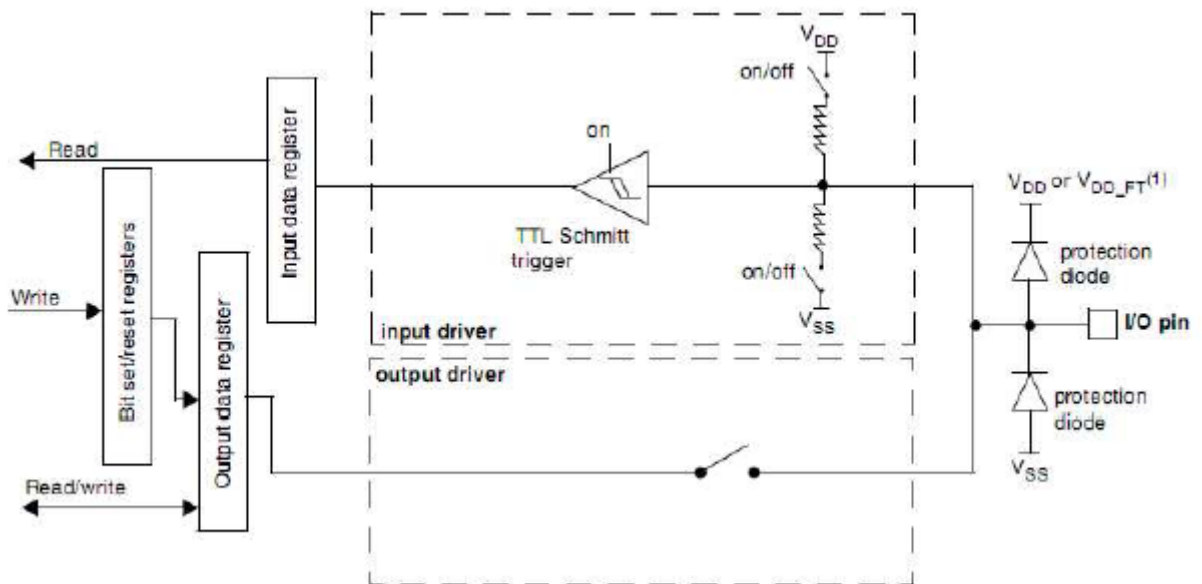 V_DD
on/off
on
Input data register
Read
TTL Schmitt
trigger
on/off
V_SS
input driver
V_DD or V_DD_FT(1)
protection
diode
I/O pin
protection
diode
V_SS
Write
Bit set/reset registers
Output data register
output driver
Read/write